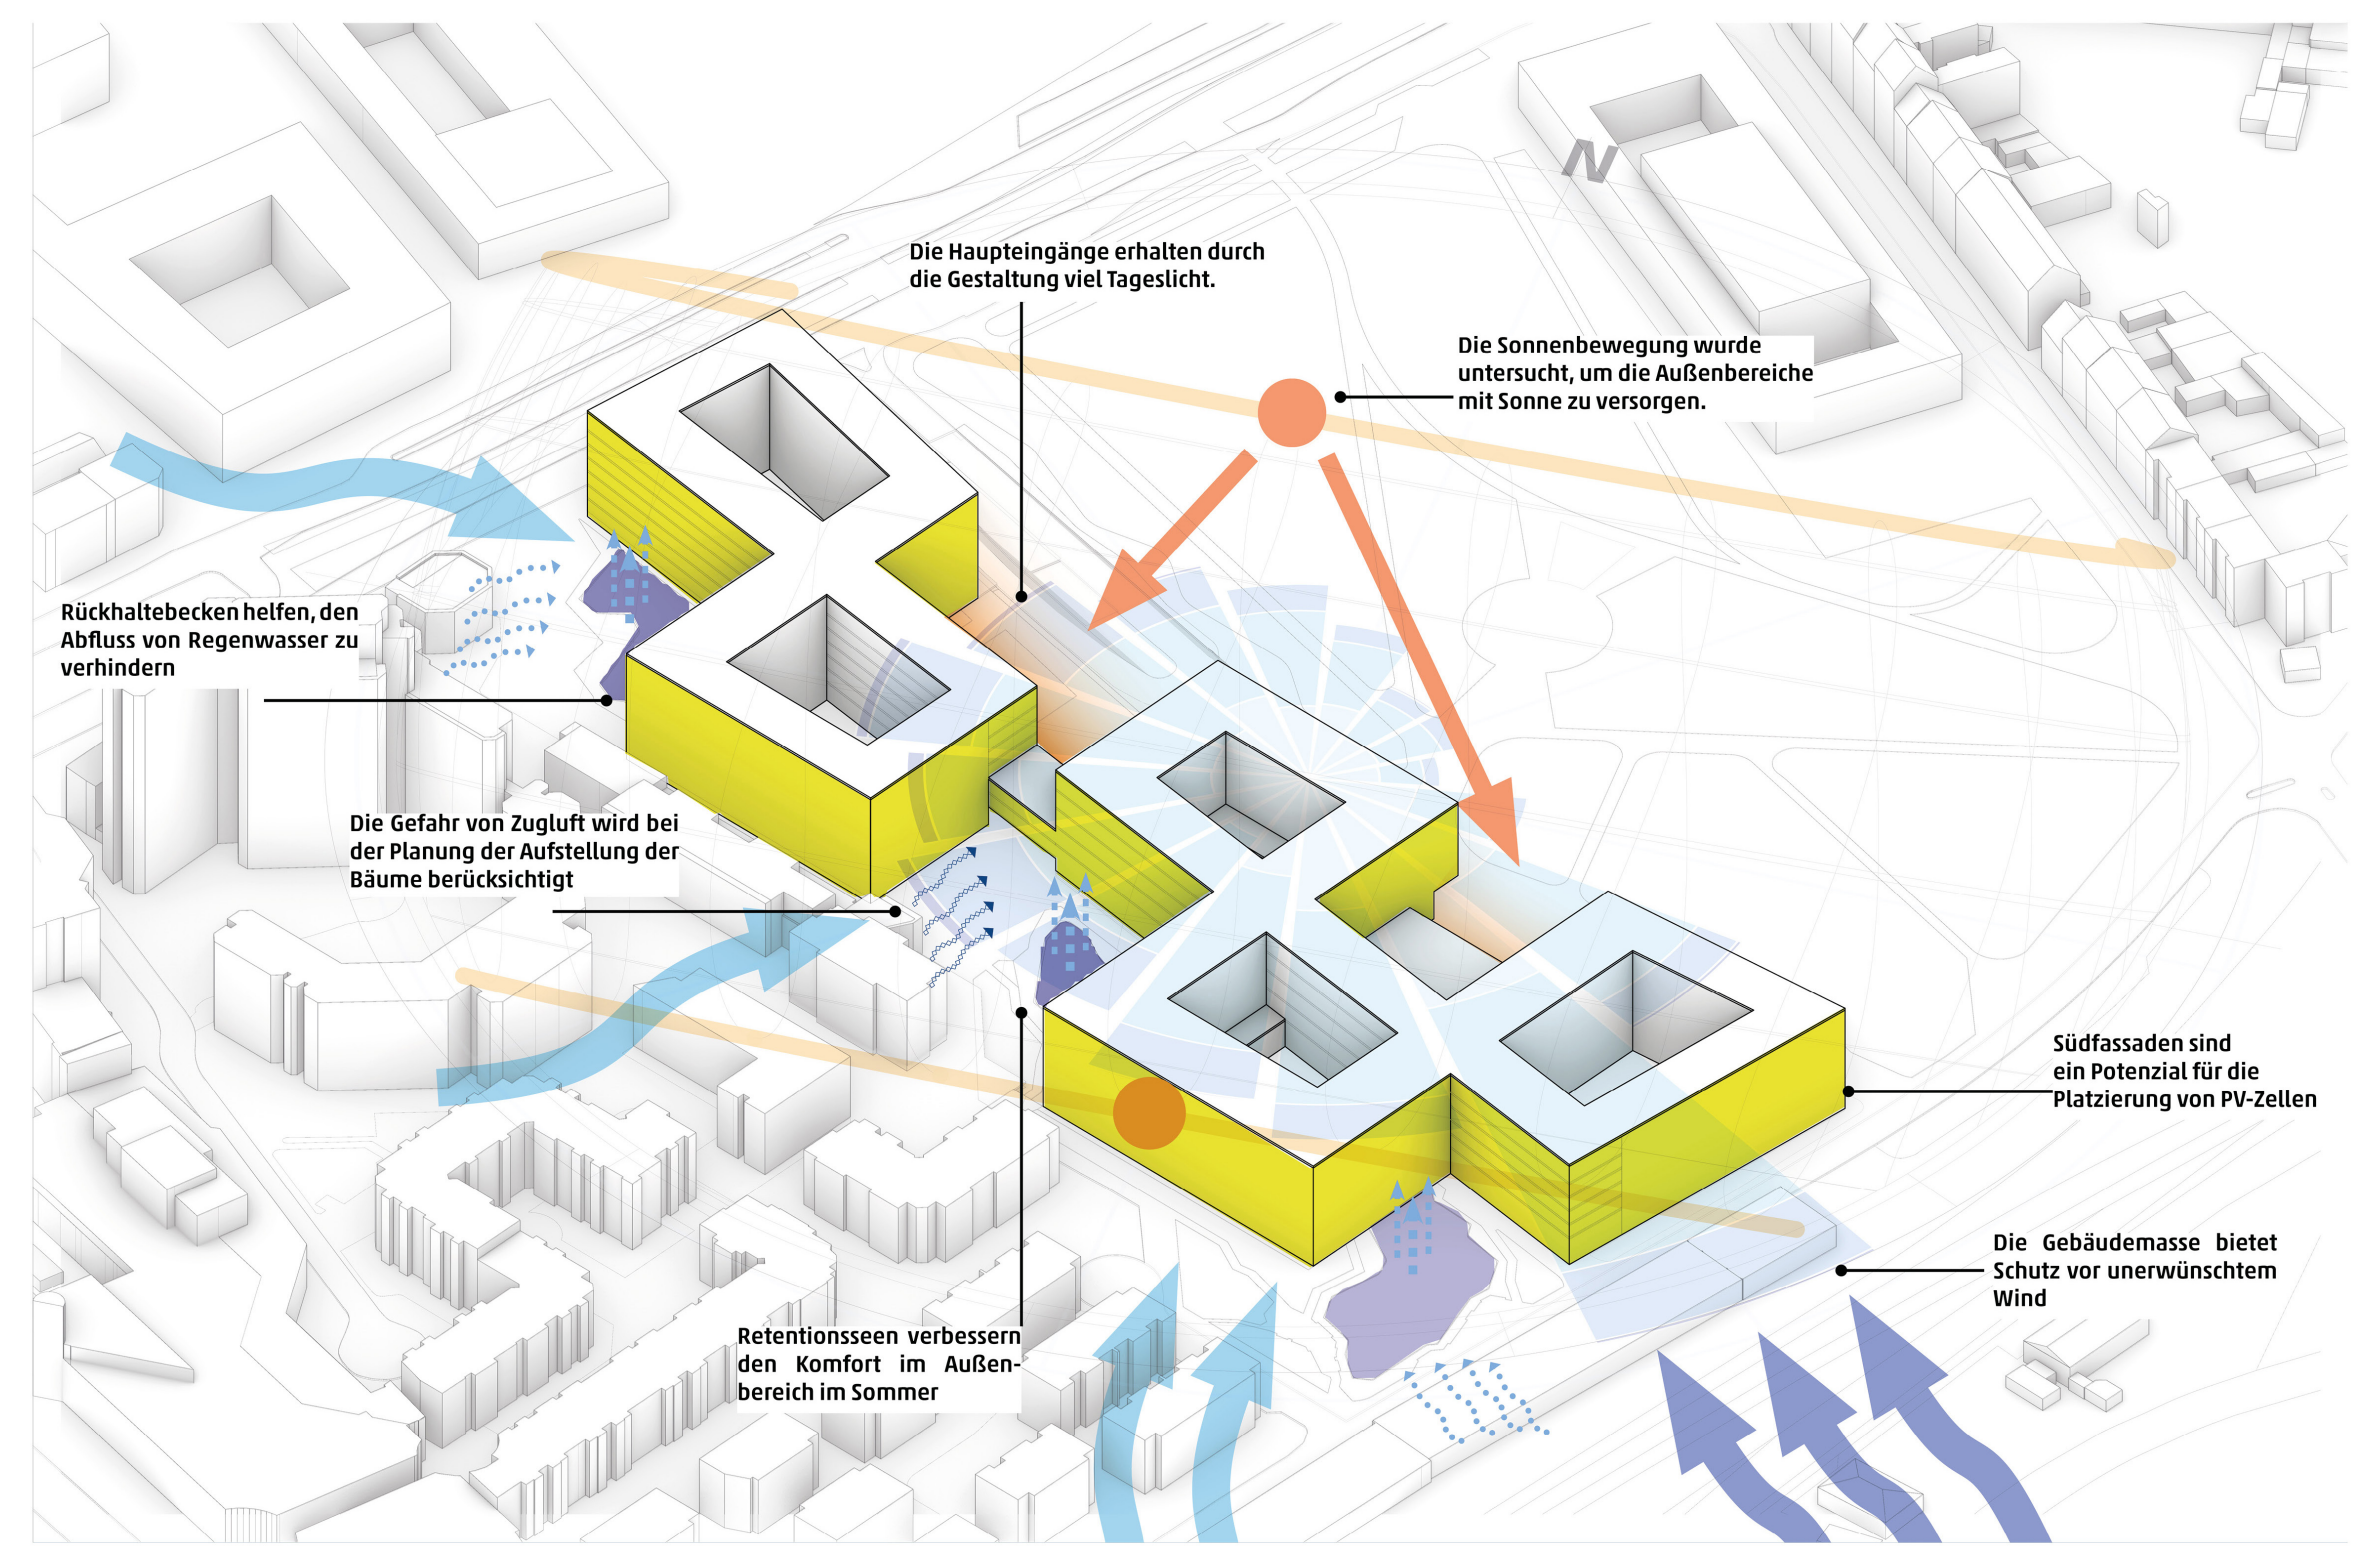 N
Die Haupteingänge erhalten durch
die Gestaltung viel Tageslicht.
Die Sonnenbewegung wurde
untersucht, um die Außenbereiche
mit Sonne zu versorgen.
Rückhaltebecken helfen, den
Abfluss von Regenwasser zu
verhindern
Die Gefahr von Zugluft wird bei
der Planung der Aufstellung der
Bäume berücksichtigt
Südfassaden sind
ein Potenzial für die
Platzierung von PV-Zellen
Die Gebäudemasse bietet
Schutz vor unerwünschtem
Wind
Retentionsseen verbessern
den Komfort im Außen-
bereich im Sommer